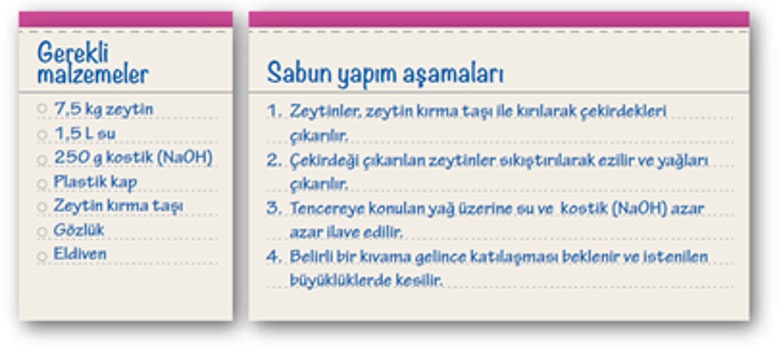 Gerekli
malzemeler
7,5 kg zeytin
1,5 L su
250 g kostik (NaOH)
Plastik kap
Zeytin kırma taşı
Gözlük
Eldiven
Sabun yapım aşamaları
1. Zeytinler, zeytin kırma taşı ile kırılarak çekirdekleri
çıkarılır.
2. Çekirdeği çıkarılan zeytinler sıkıştırılarak ezilir ve yağları
çıkarılır.
3. Tencereye konulan yağ üzerine su ve kostik (NaOH) azar
azar ilave edilir.
4. Belirli bir kıvama gelince katılaşması beklenir ve istenilen
büyüklüklerde kesilir.